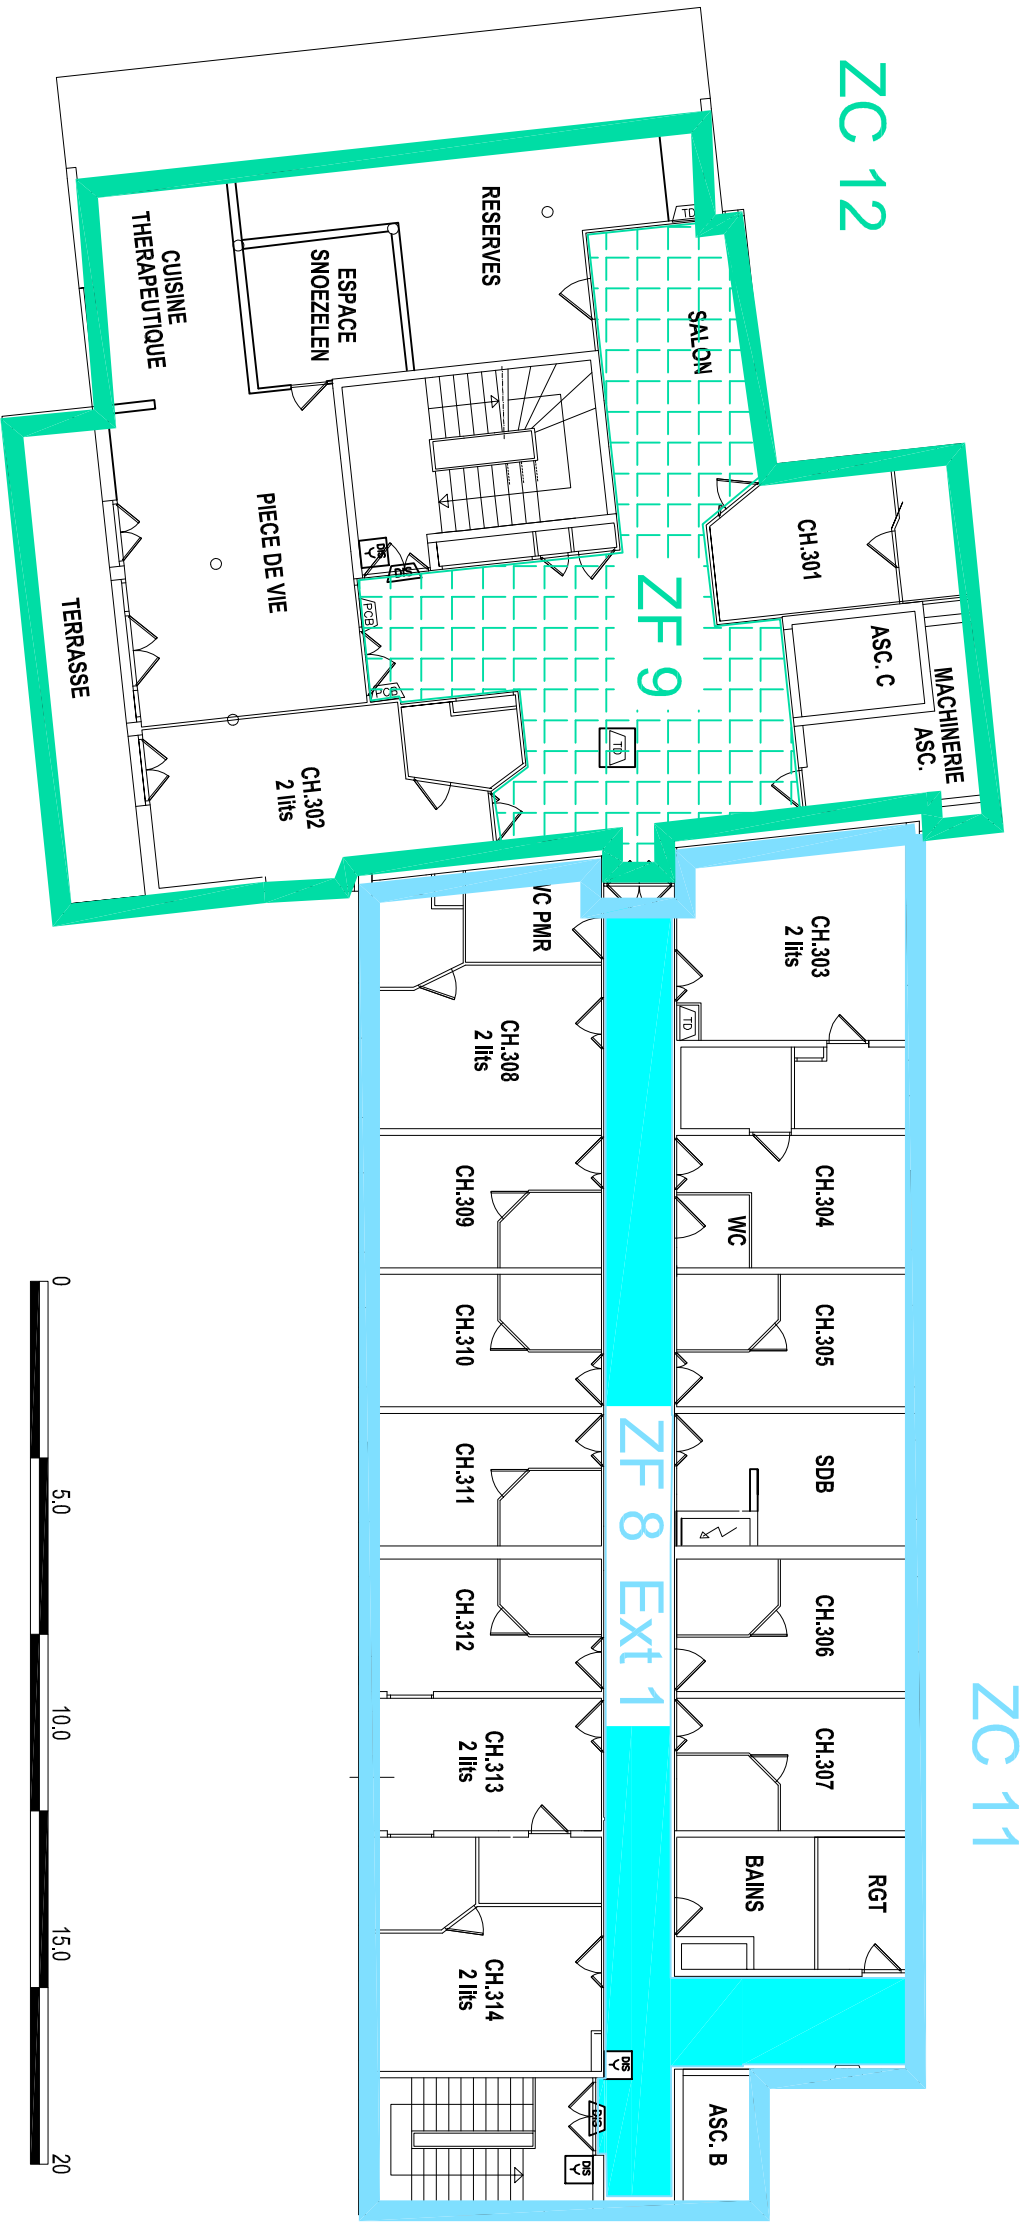 ZC 12
ZC 11
ZF 9
ZF 8 Ext 1
RESERVES
ESPACE
SNOEZELEN
CUISINE
THERAPEUTIQUE
SALON
PIECE DE VIE
TERRASSE
CH.301
ASC. C
MACHINERIE
ASC.
CH.302
2 lits
TD
TD
TD
DIS
DIS
PCB
PCB
WC PMR
CH.303
2 lits
CH.304
WC
CH.305
SDB
CH.306
CH.307
BAINS
RGT
ASC. B
CH.308
2 lits
CH.309
CH.310
CH.311
CH.312
CH.313
2 lits
CH.314
2 lits
DIS
DIS
DIS
0
5.0
10.0
15.0
20